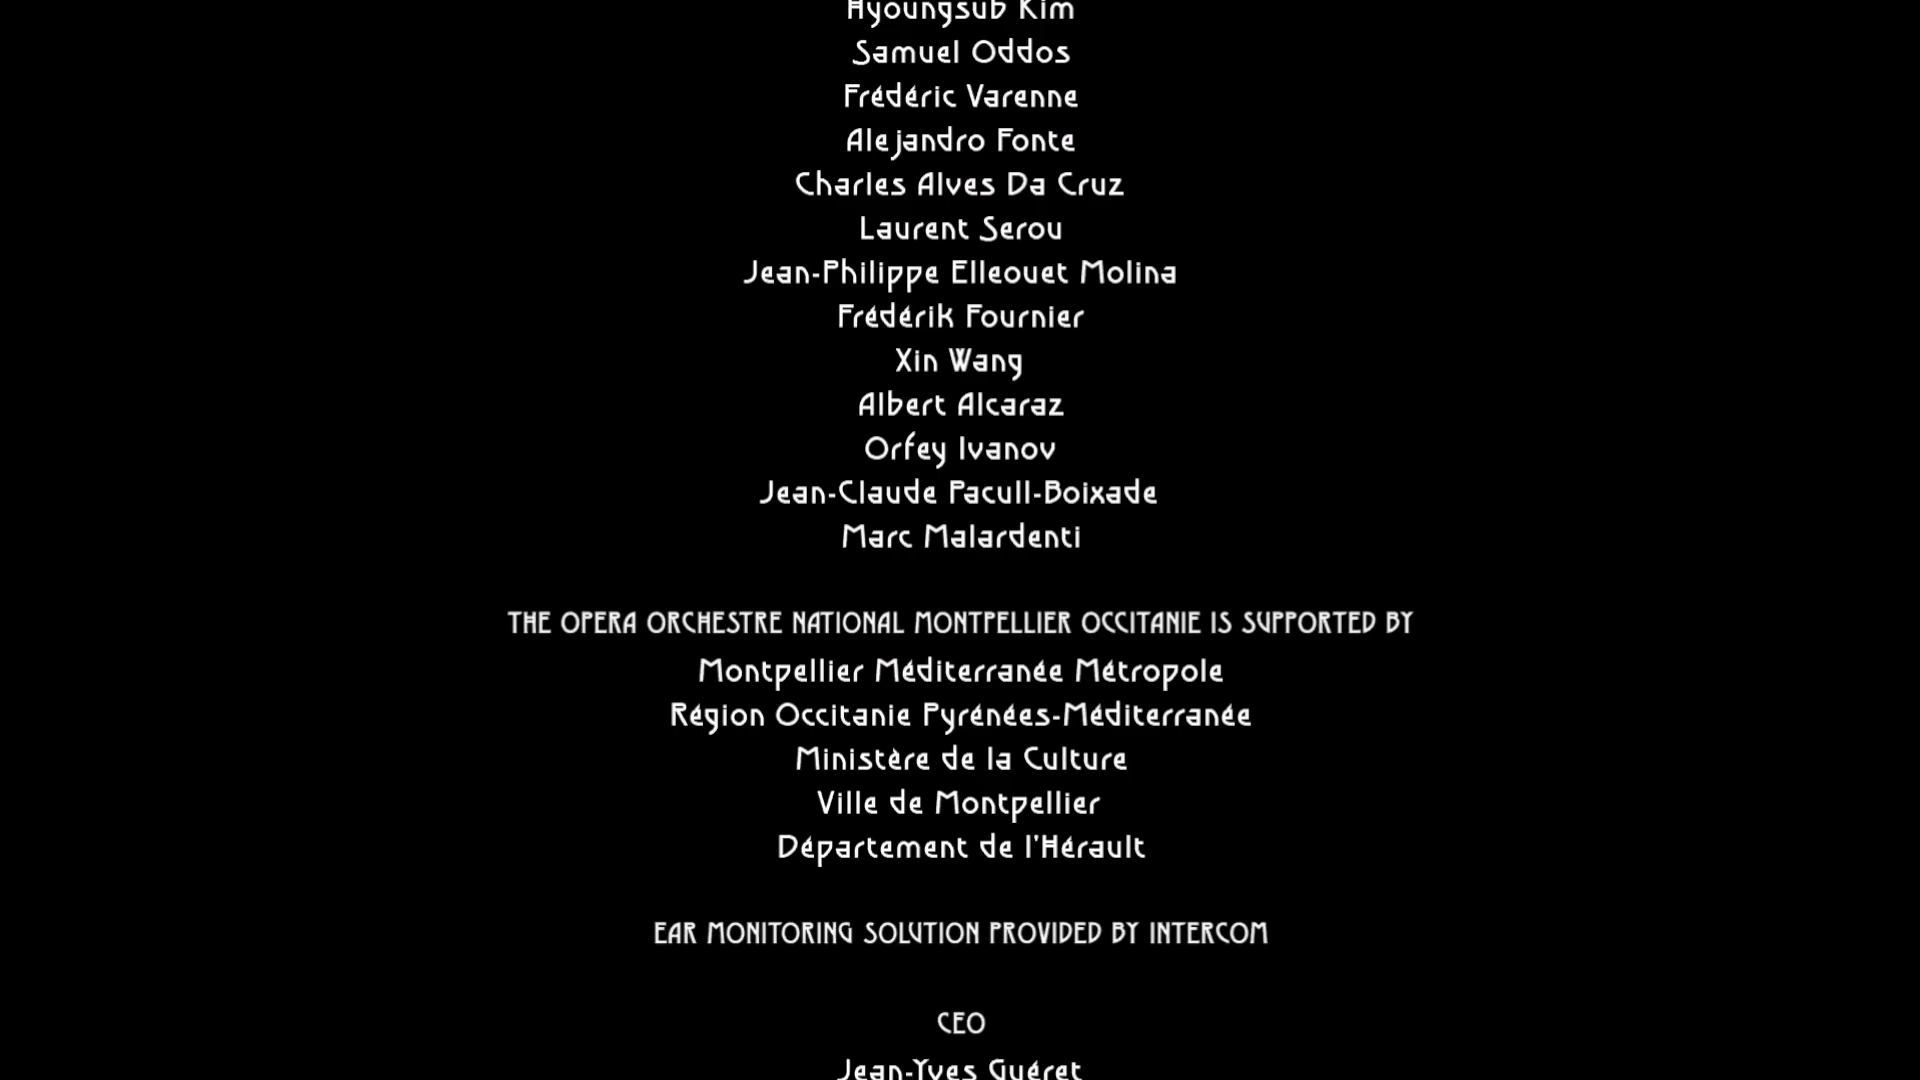 Hyoungsub Kim
Samuel Oddos
Frédéric Varenne
Alejandro Fonte
Charles Alves Da Cruz
Laurent Serou
Jean-Philippe Elleouet Molina
Frédérik Fournier
Xin Wang
Albert Alcaraz
Orfey Ivanov
Jean-Claude Pacull-Boixade
Marc Malardenti
THE OPERA ORCHESTRE NATIONAL MONTPELLIER OCCITANIE IS SUPPORTED BY
Montpellier Méditerranée Métropole
Région Occitanie Pyrénées-Méditerranée
Ministère de la Culture
Ville de Montpellier
Département de l'Hérault
EAR MONITORING SOLUTION PROVIDED BY INTERCOM
CEO
Jean-Yves Guéret